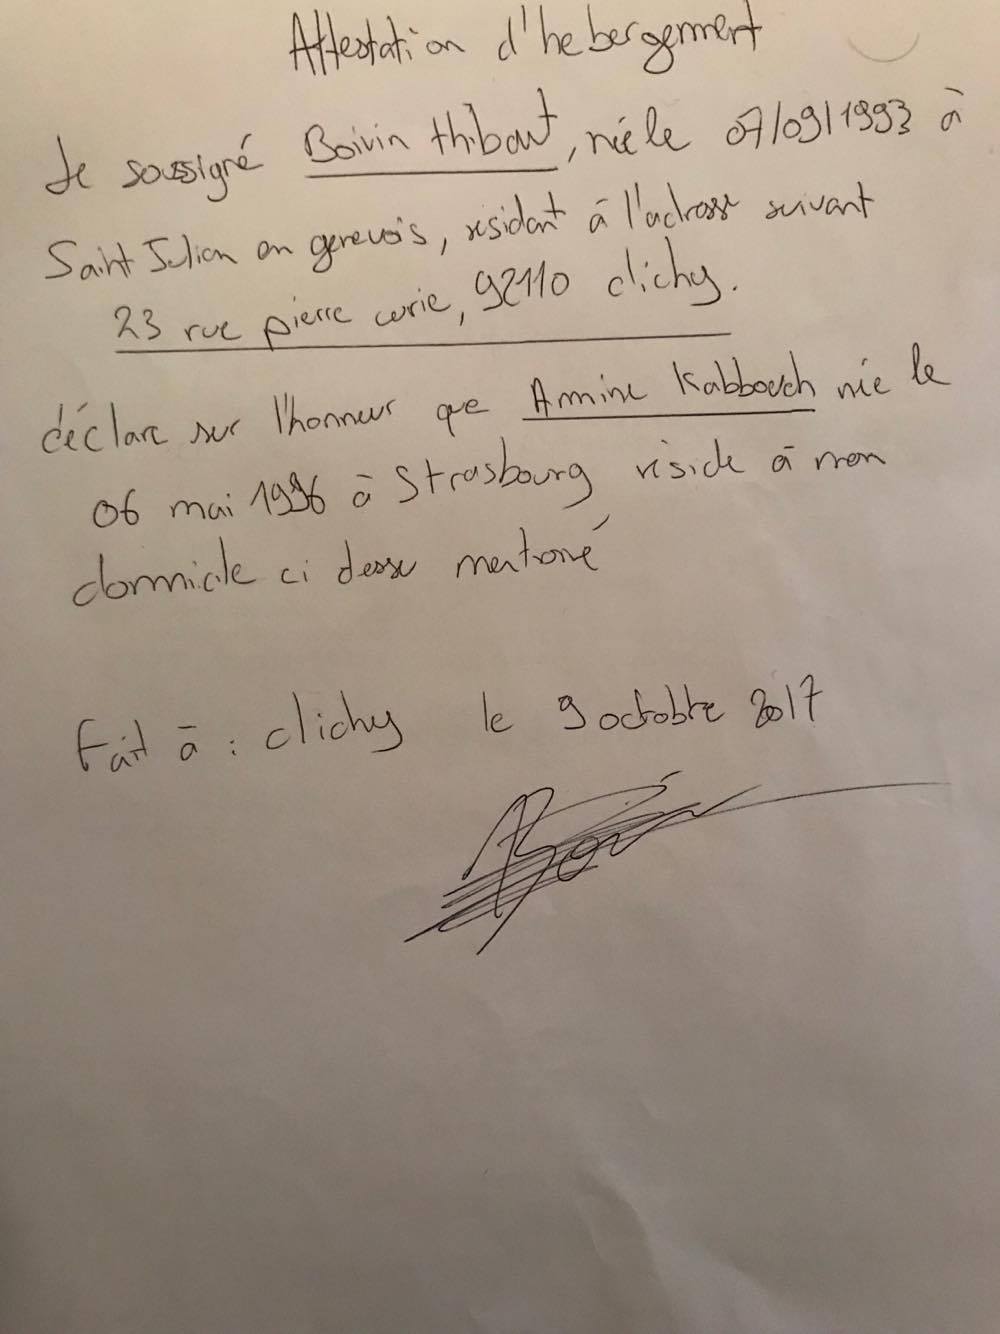 Attestation d'hebergement
Je soussigné Boivin thibaut, née le 07/09/1993 à
Saint Julien en genevois, résidant à l'adresse suivant
23 rue pierre curie, 92110 clichy.
déclare sur l'honneur que Amine Kabbouch née le
06 mai 1996 à Strasbourg réside à mon
domicile ci dessu mentioné
Fait à : clichy le 9 octobre 2017